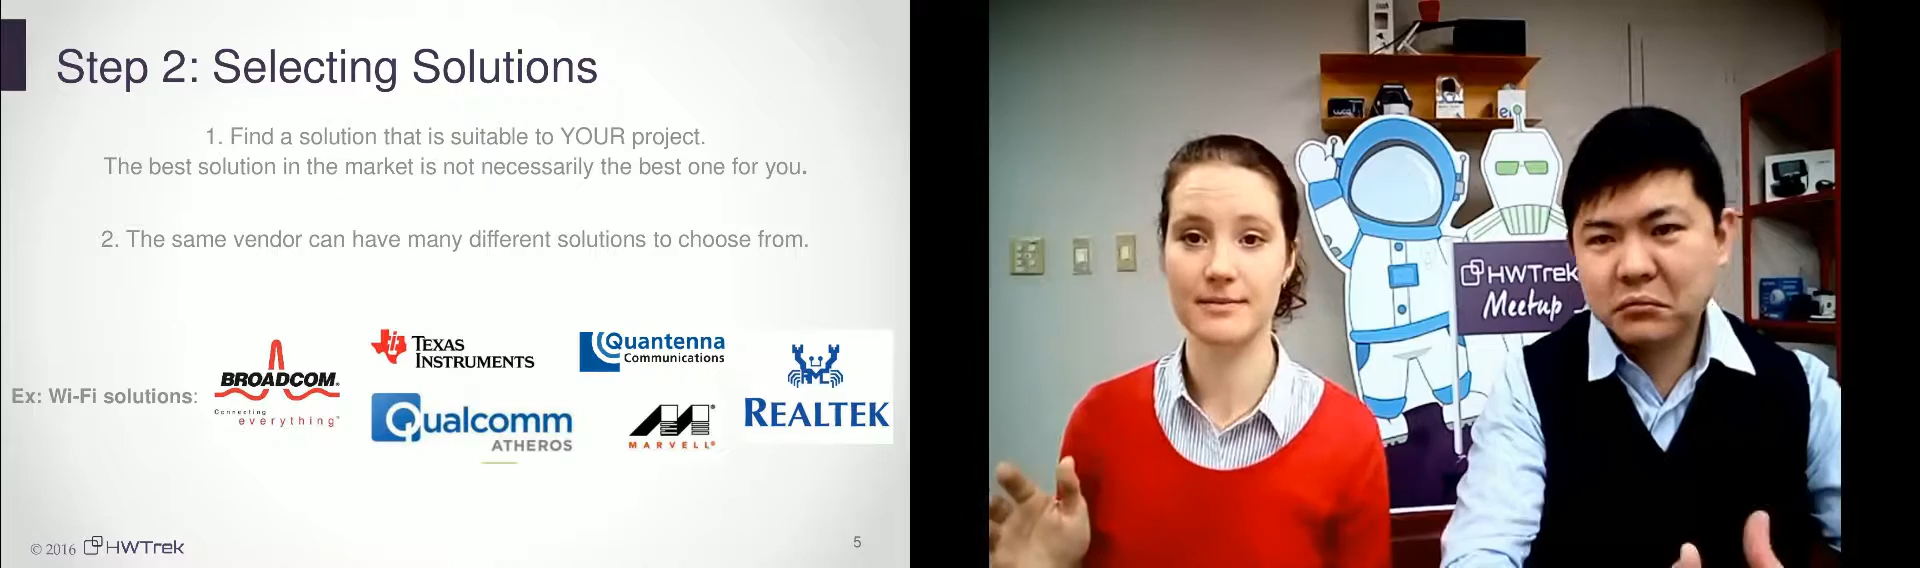 Step 2: Selecting Solutions
1. Find a solution that is suitable to YOUR project.
The best solution in the market is not necessarily the best one for you.
2. The same vendor can have many different solutions to choose from.
Ex: Wi-Fi solutions:
BROADCOM.
Connecting
everything™
TEXAS
INSTRUMENTS
Quantenna
Communications
Qualcomm
ATHEROS
MARVELL®
REALTEK
© 2016 HWTrek
5
HWTrek
Meetup